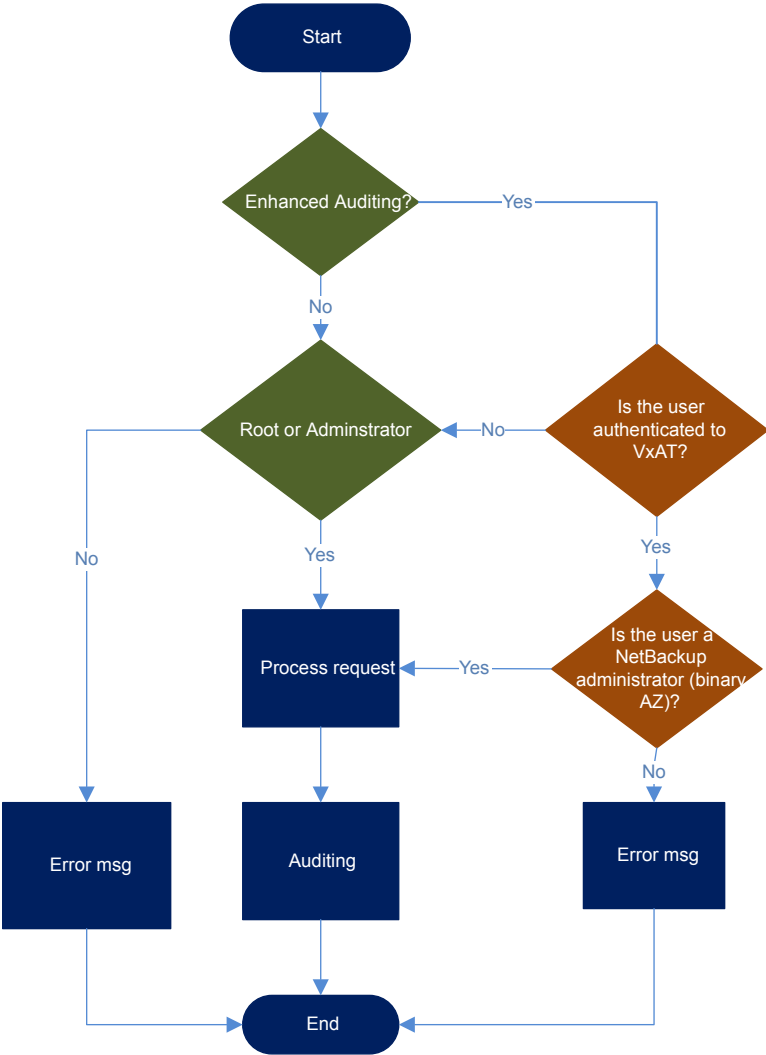 Start
Enhanced Auditing?
Yes
No
Root or Adminstrator
No
Is the user
authenticated to
VxAT?
No
Yes
Yes
Is the user a
NetBackup
administrator (binary
AZ)?
Process request
Yes
No
Error msg
Auditing
Error msg
End